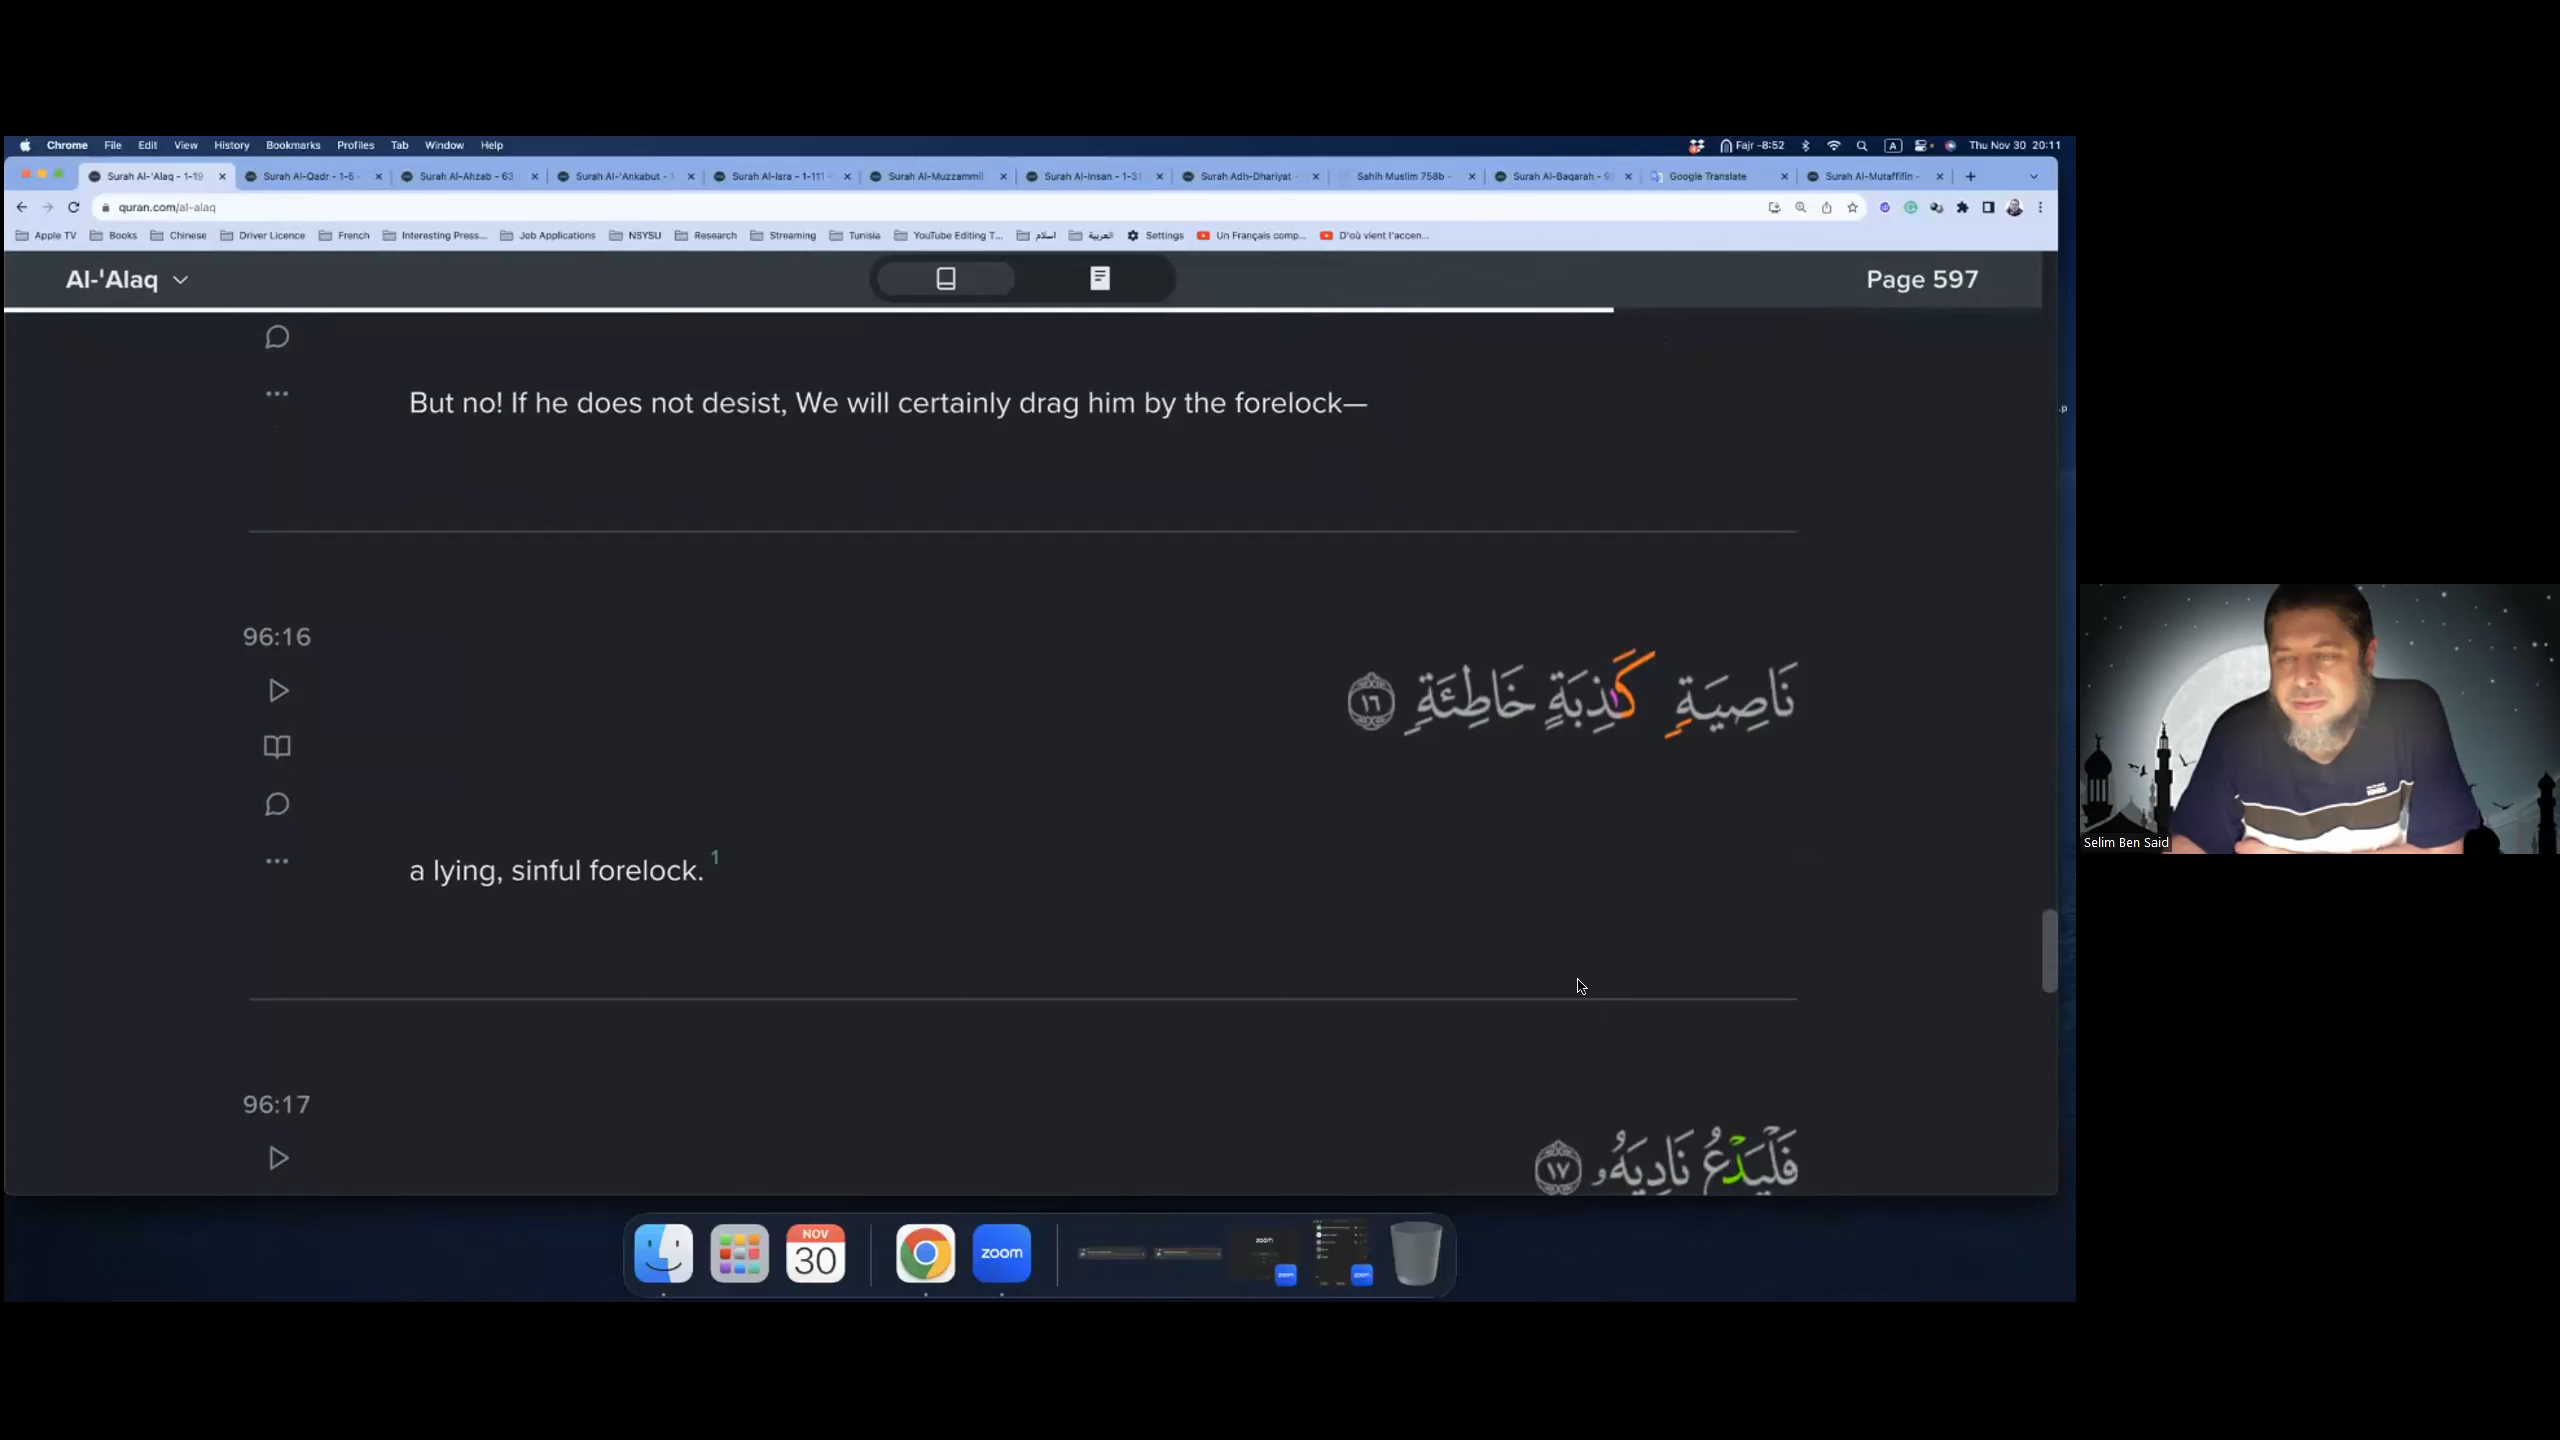 Chrome File Edit View History Bookmarks Profiles Tab Window Help
Fajr -8:52 A Thu Nov 30 20:11
Surah Al-'Alaq - 1-19 Surah Al-Qadr - 1-5 - Surah Al-Ahzab - 63 Surah Al-'Ankabut - 1 Surah Al-Isra - 1-111 - Surah Al-Muzzammil Surah Al-Insan - 1-31 Surah Adh-Dhariyat - Sahih Muslim 758b - Surah Al-Baqarah - 9 Google Translate Surah Al-Mutaffifin -
quran.com/al-alaq
Apple TV Books Chinese Driver Licence French Interesting Press... Job Applications NSYSU Research Streaming Tunisia YouTube Editing T... اسلام العربية Settings Un Français comp... D'où vient l'accen...
Al-'Alaq Page 597
But no! If he does not desist, We will certainly drag him by the forelock—
96:16
نَاصِيَةٍ كَـٰذِبَةٍ خَاطِئَةٍ ١٦
a lying, sinful forelock. 1
96:17
فَلْيَدْعُ نَادِيَهُۥ ١٧
Selim Ben Said
NOV
30
zoom
zoom
zoom
zoom